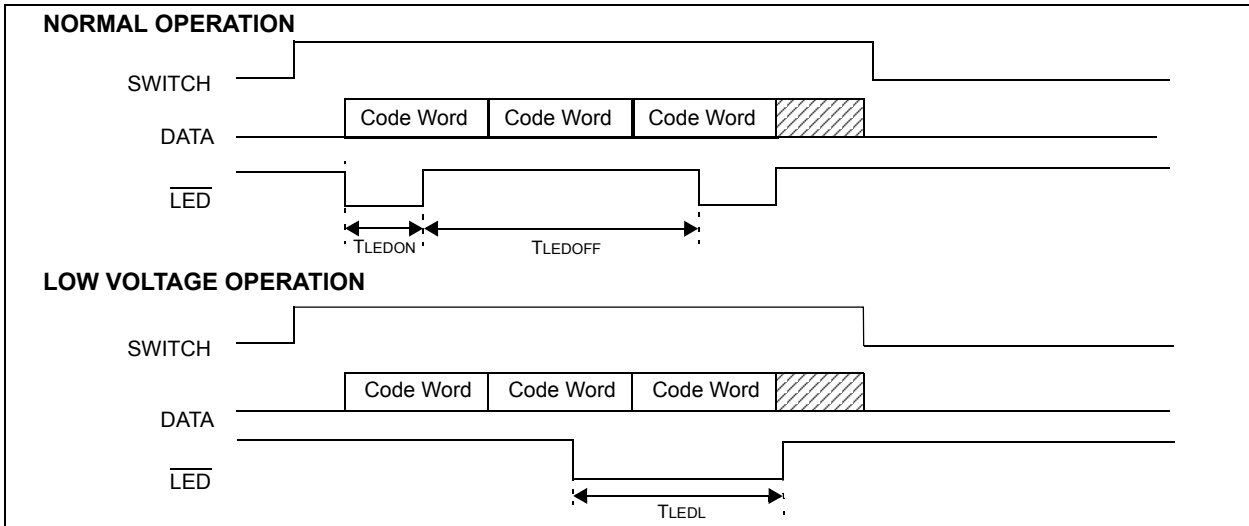 NORMAL OPERATION
SWITCH
Code Word Code Word Code Word
DATA
LED
TLEDON TLEDOFF
LOW VOLTAGE OPERATION
SWITCH
Code Word Code Word Code Word
DATA
LED
TLEDL